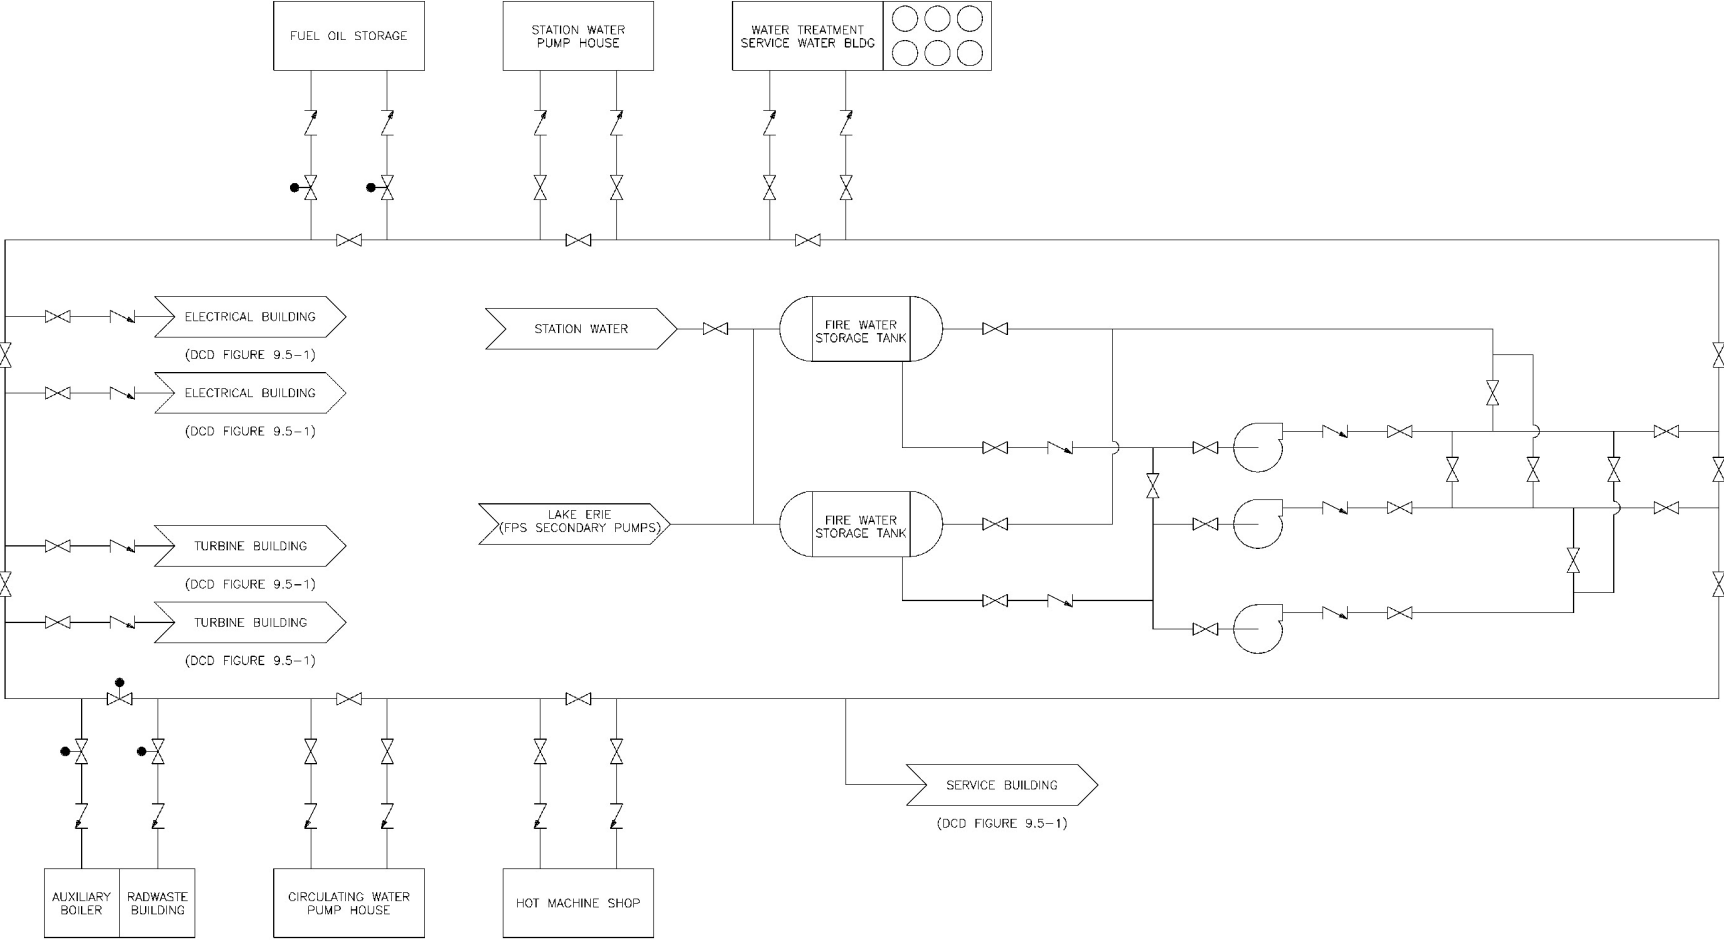 FUEL OIL STORAGE
STATION WATER
PUMP HOUSE
WATER TREATMENT
SERVICE WATER BLDG
ELECTRICAL BUILDING
(DCD FIGURE 9.5-1)
ELECTRICAL BUILDING
(DCD FIGURE 9.5-1)
STATION WATER
FIRE WATER
STORAGE TANK
LAKE ERIE
(FPS SECONDARY PUMPS)
FIRE WATER
STORAGE TANK
TURBINE BUILDING
(DCD FIGURE 9.5-1)
TURBINE BUILDING
(DCD FIGURE 9.5-1)
SERVICE BUILDING
(DCD FIGURE 9.5-1)
AUXILIARY
BOILER
RADWASTE
BUILDING
CIRCULATING WATER
PUMP HOUSE
HOT MACHINE SHOP